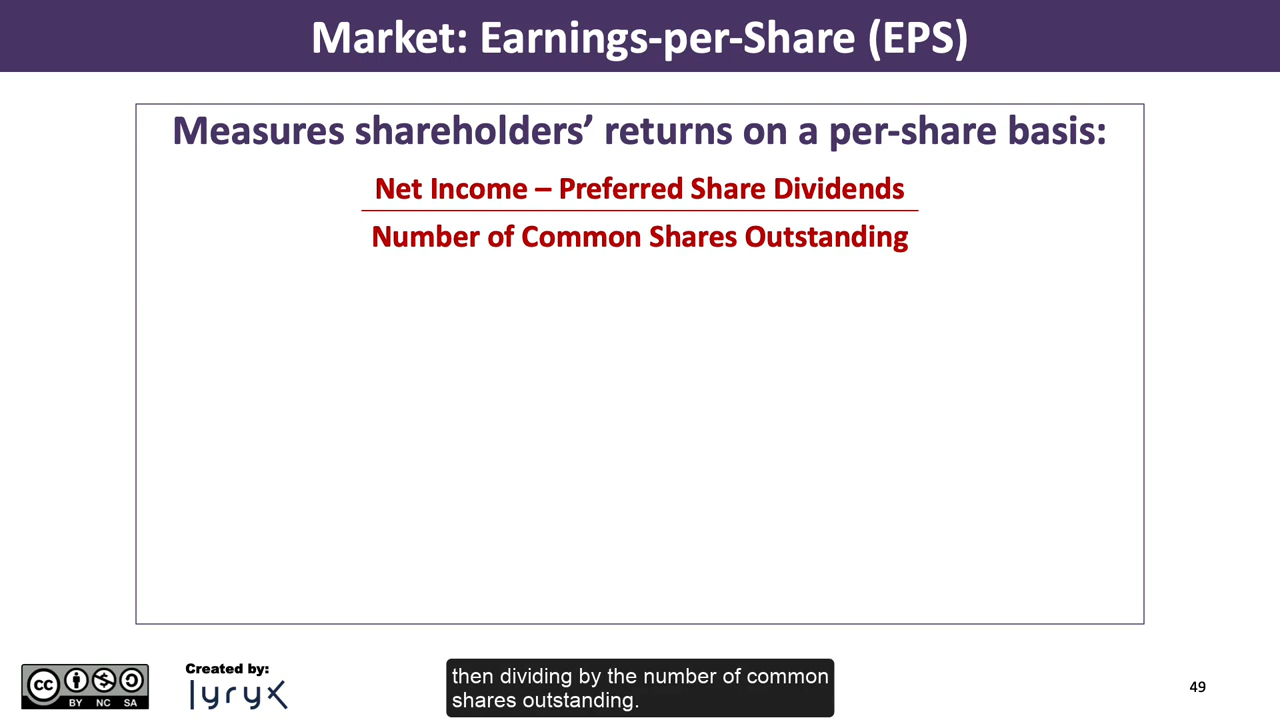 Market: Earnings-per-Share (EPS)
Measures shareholders’ returns on a per-share basis:
Net Income – Preferred Share Dividends
Number of Common Shares Outstanding
cc
BY NC SA
Created by:
lyryx
then dividing by the number of common
shares outstanding.
49